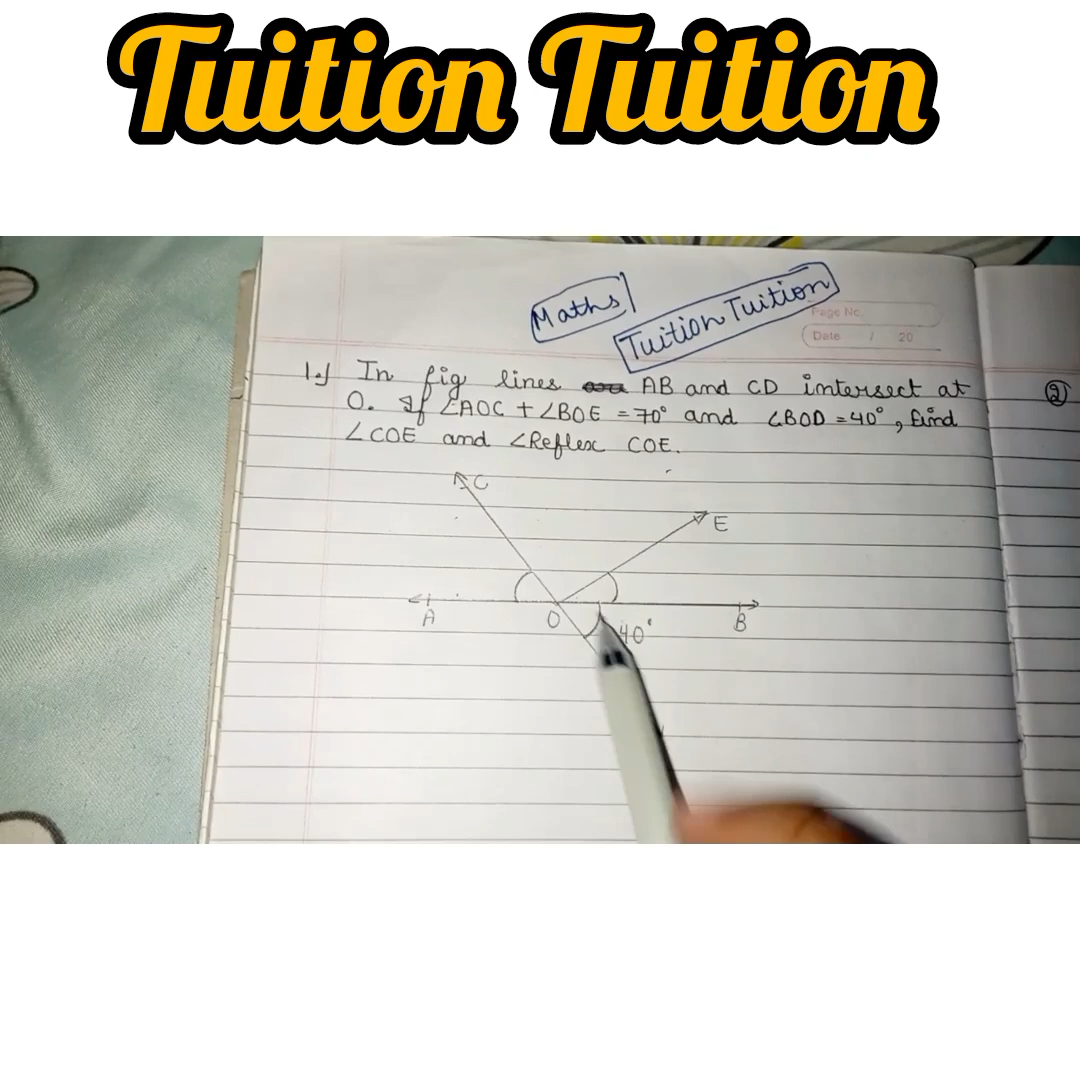 Tuition Tuition
Maths
Tuition Tuition
Page No.
Date / 20
1.) In fig lines AB and CD intersect at
O. If ∠AOC + ∠BOE = 70° and ∠BOD = 40°, find
∠COE and ∠Reflex COE.
②
C
E
A
O
40°
B